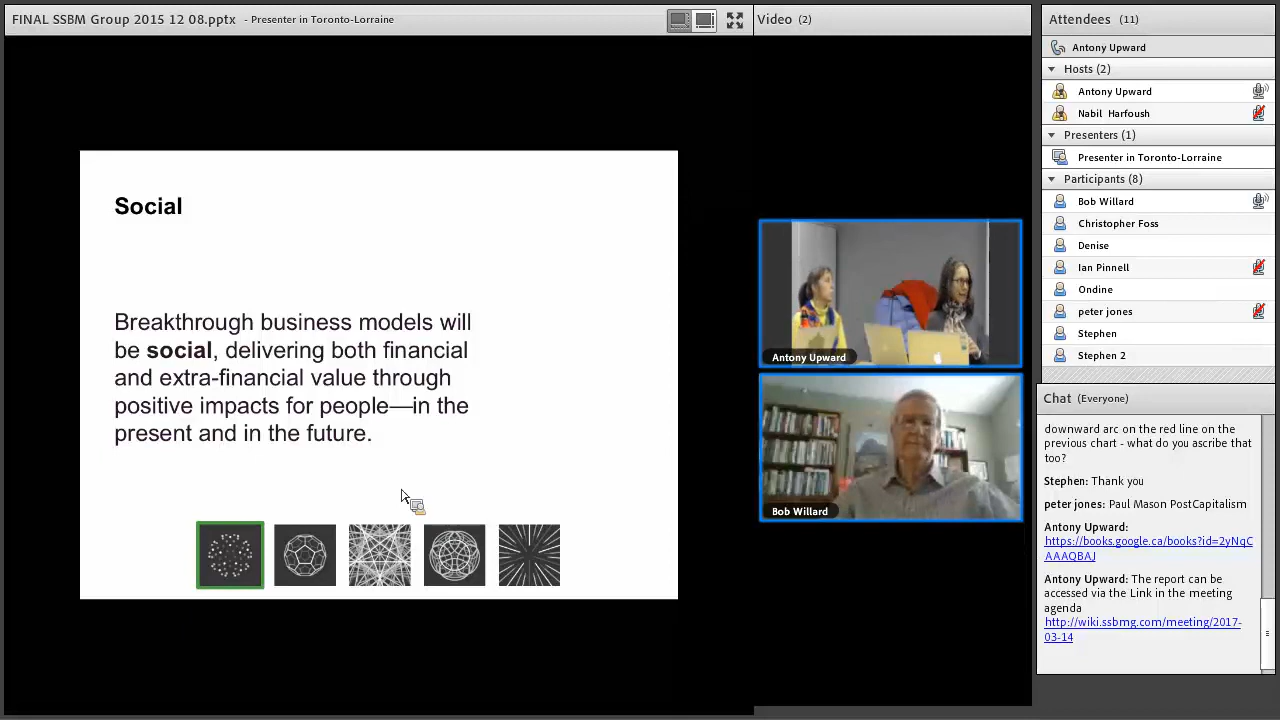 FINAL SSBM Group 2015 12 08.pptx - Presenter in Toronto-Lorraine
Social
Breakthrough business models will
be social, delivering both financial
and extra-financial value through
positive impacts for people—in the
present and in the future.
Video (2)
Antony Upward
Bob Willard
Attendees (11)
Antony Upward
Hosts (2)
Antony Upward
Nabil Harfoush
Presenters (1)
Presenter in Toronto-Lorraine
Participants (8)
Bob Willard
Christopher Foss
Denise
Ian Pinnell
Ondine
peter jones
Stephen
Stephen 2
Chat (Everyone)
downward arc on the red line on the
previous chart - what do you ascribe that
too?
Stephen: Thank you
peter jones: Paul Mason PostCapitalism
Antony Upward:
https://books.google.ca/books?id=2yNqC
AAAQBAJ
Antony Upward: The report can be
accessed via the Link in the meeting
agenda
http://wiki.ssbmg.com/meeting/2017-
03-14